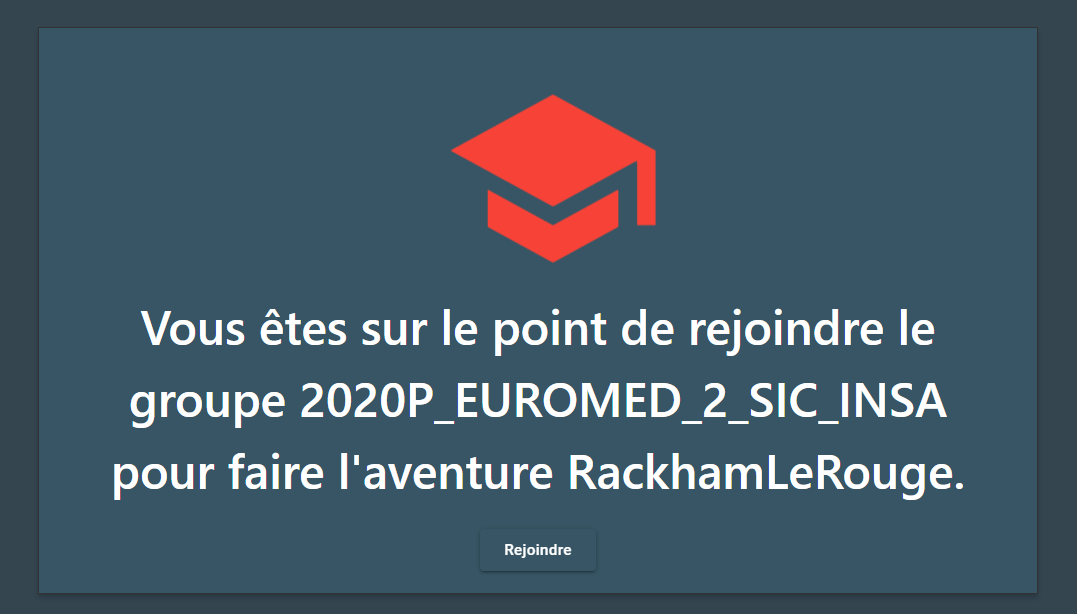 Vous êtes sur le point de rejoindre le
groupe 2020P_EUROMED_2_SIC_INSA
pour faire l'aventure RackhamLeRouge.
Rejoindre